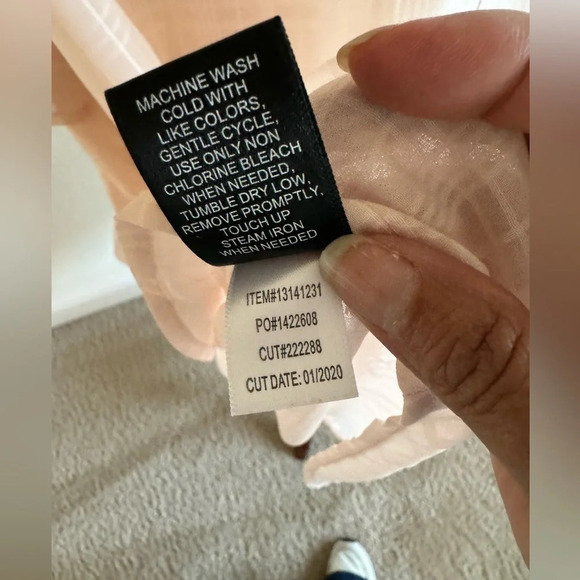 MACHINE WASH
COLD WITH
LIKE COLORS,
GENTLE CYCLE,
USE ONLY NON
CHLORINE BLEACH
WHEN NEEDED,
TUMBLE DRY LOW,
REMOVE PROMPTLY.
TOUCH UP
STEAM IRON
WHEN NEEDED
ITEM#13141231
PO#1422608
CUT#222288
CUT DATE: 01/2020